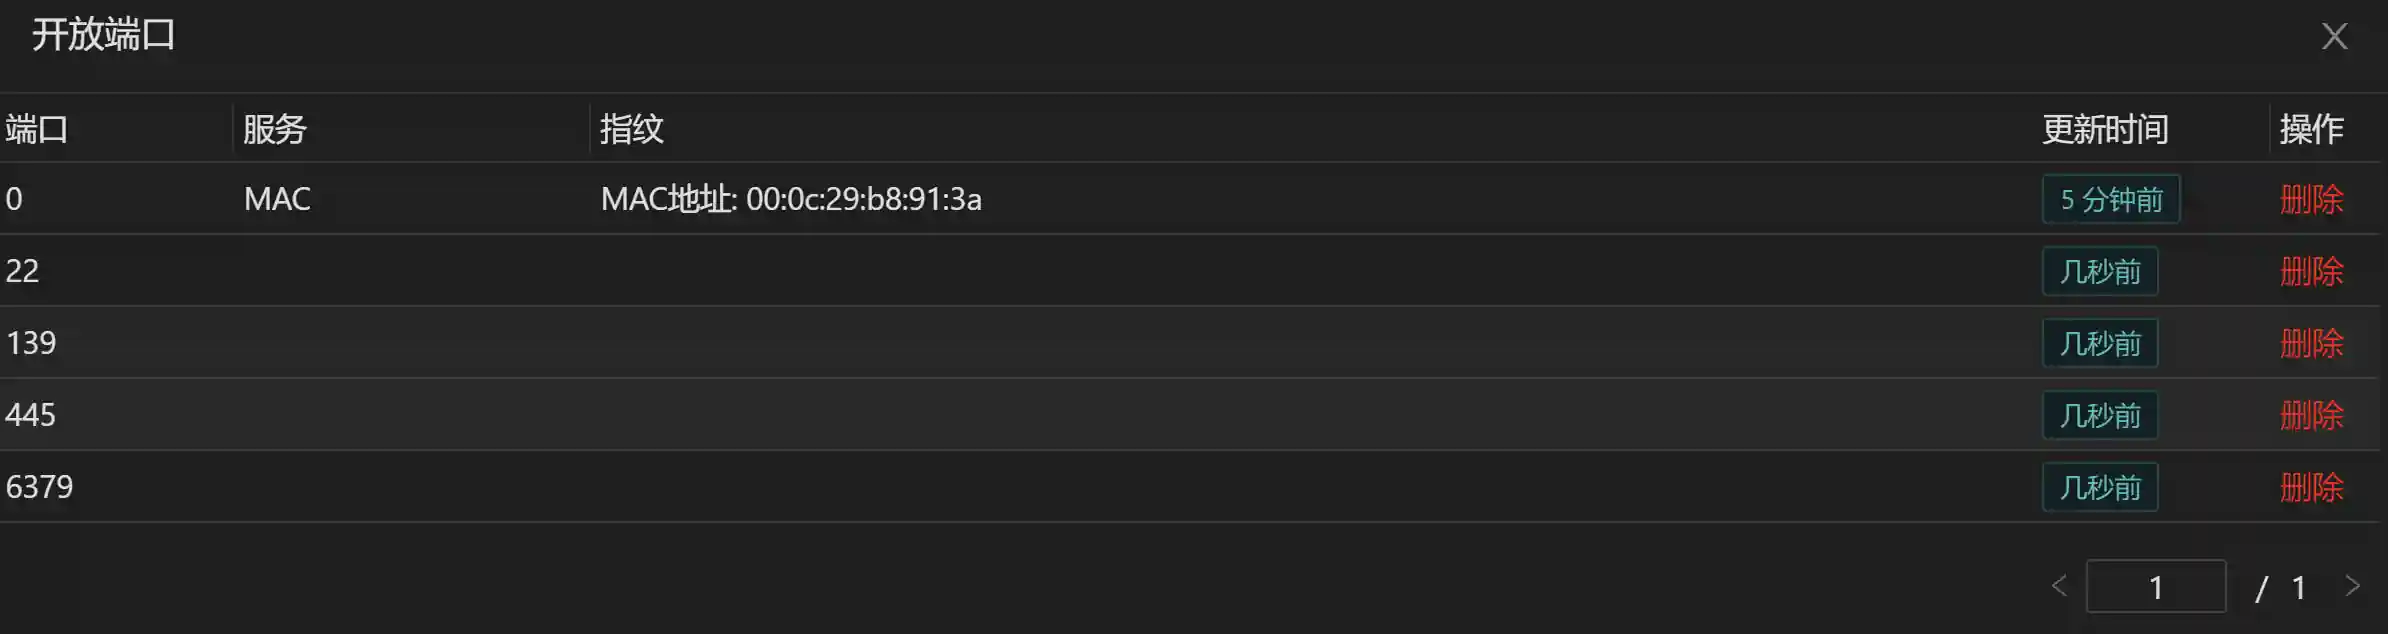 开放端口
端口 服务 指纹 更新时间 操作
0 MAC MAC地址: 00:0c:29:b8:91:3a 5 分钟前 删除
22 几秒前 删除
139 几秒前 删除
445 几秒前 删除
6379 几秒前 删除
< 1 / 1 >